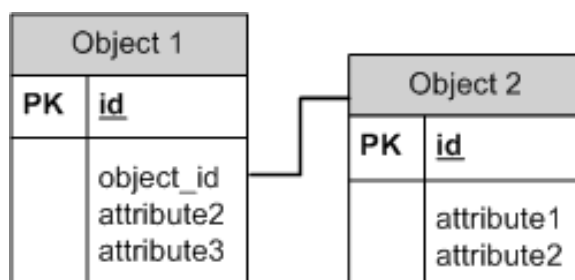 Object 1
PK id
object_id
attribute2
attribute3
Object 2
PK id
attribute1
attribute2